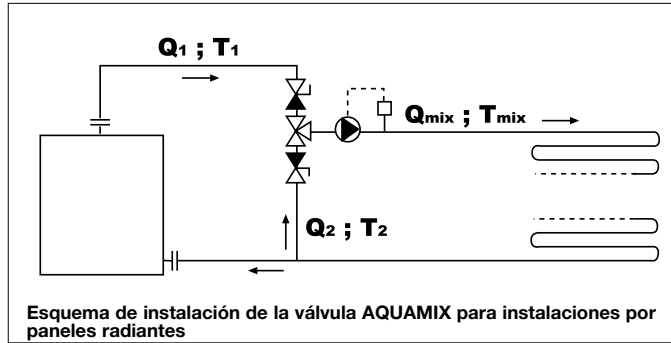 Q1 ; T1
Qmix ; Tmix
Q2 ; T2
Esquema de instalación de la válvula AQUAMIX para instalaciones por
paneles radiantes